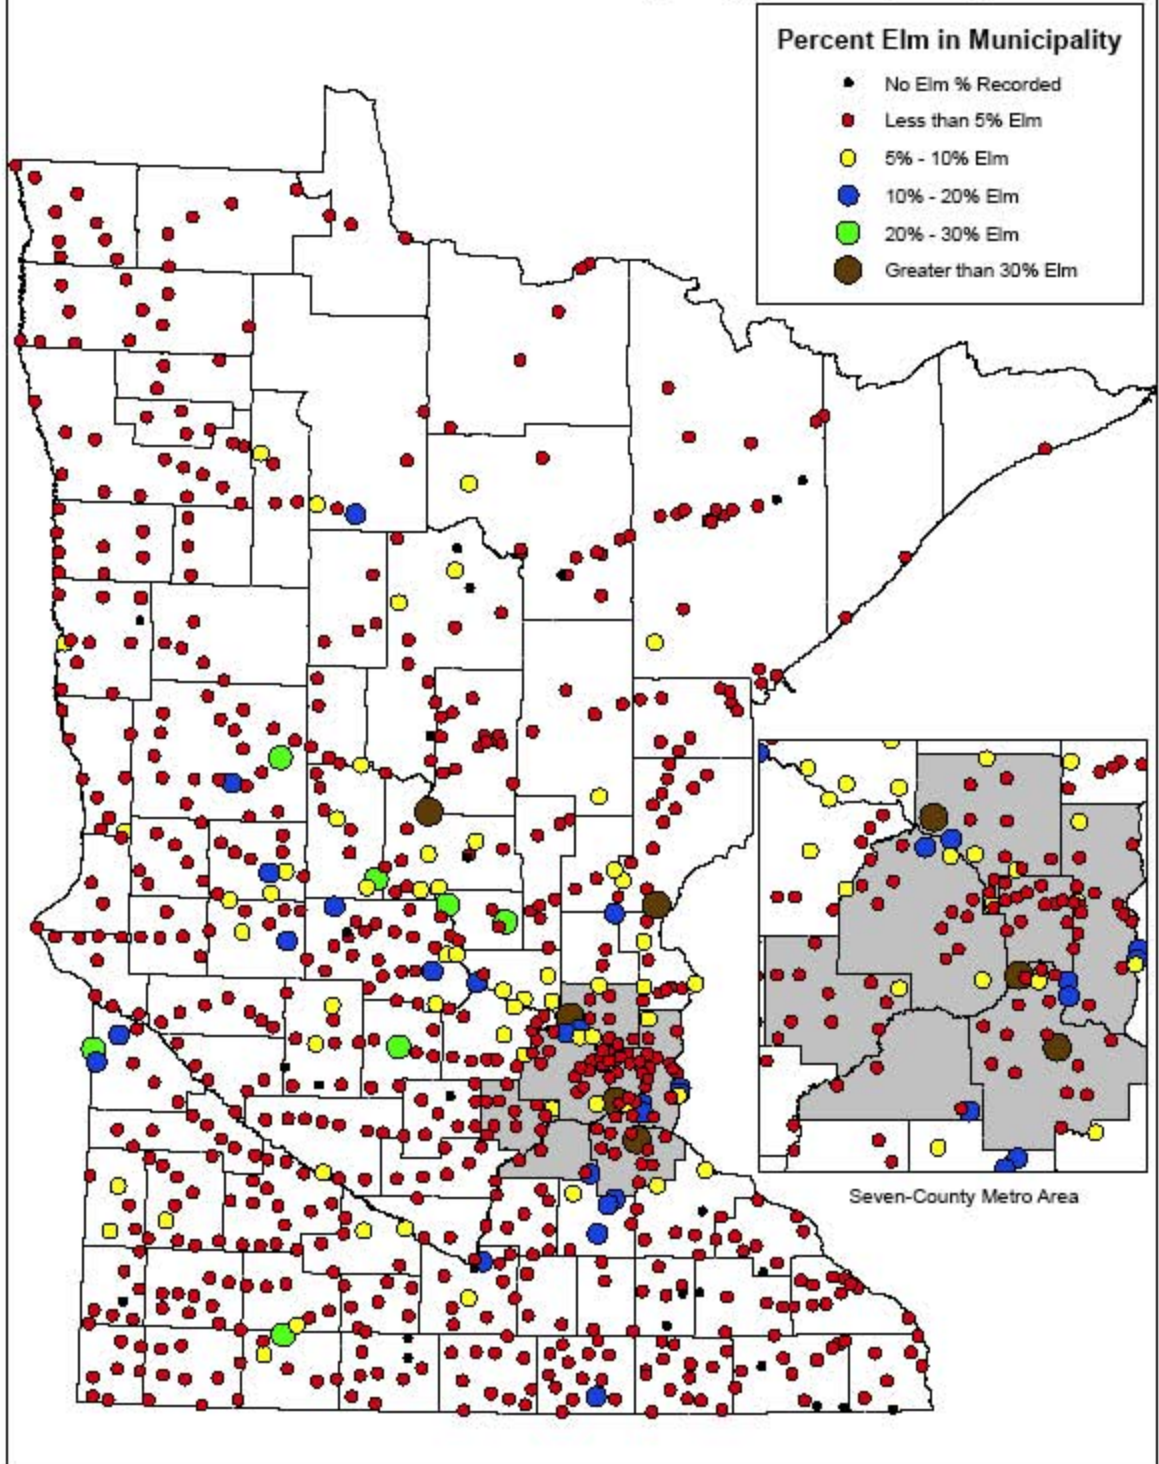 Percent Elm in Municipality
No Elm % Recorded
Less than 5% Elm
5% - 10% Elm
10% - 20% Elm
20% - 30% Elm
Greater than 30% Elm
Seven-County Metro Area